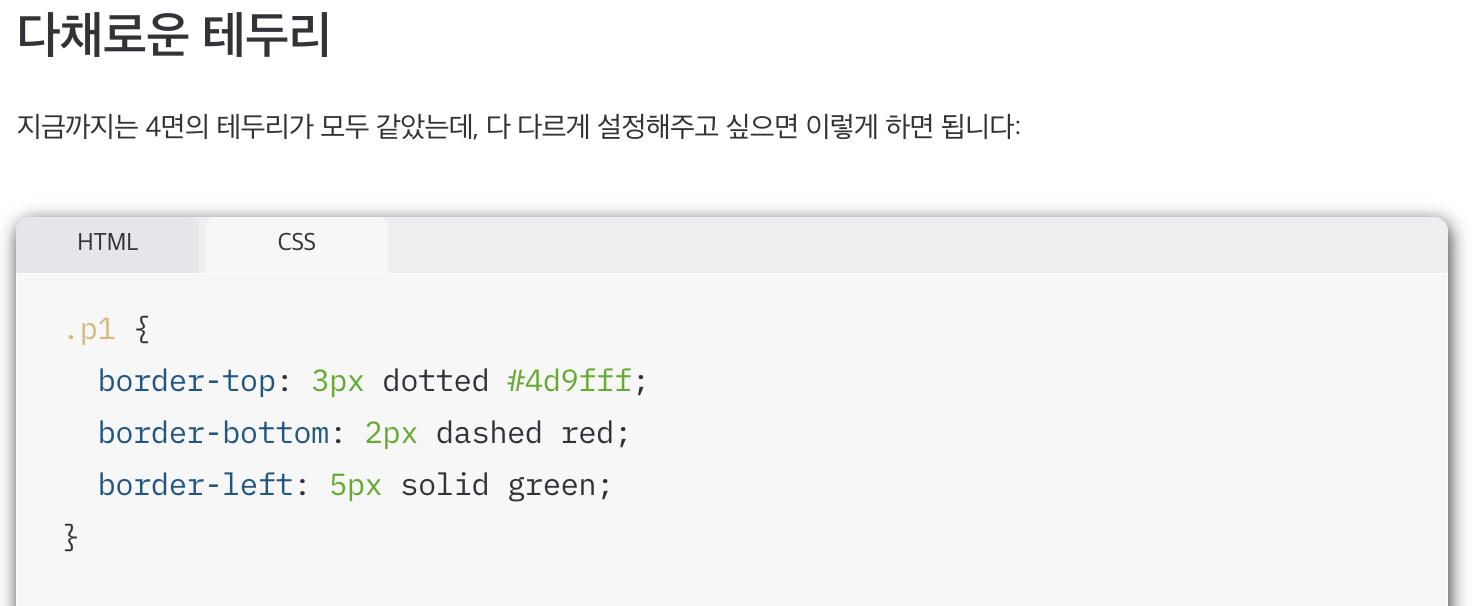 다채로운 테두리
지금까지는 4면의 테두리가 모두 같았는데, 다 다르게 설정해주고 싶으면 이렇게 하면 됩니다:
HTML CSS
.p1 {
  border-top: 3px dotted #4d9fff;
  border-bottom: 2px dashed red;
  border-left: 5px solid green;
}